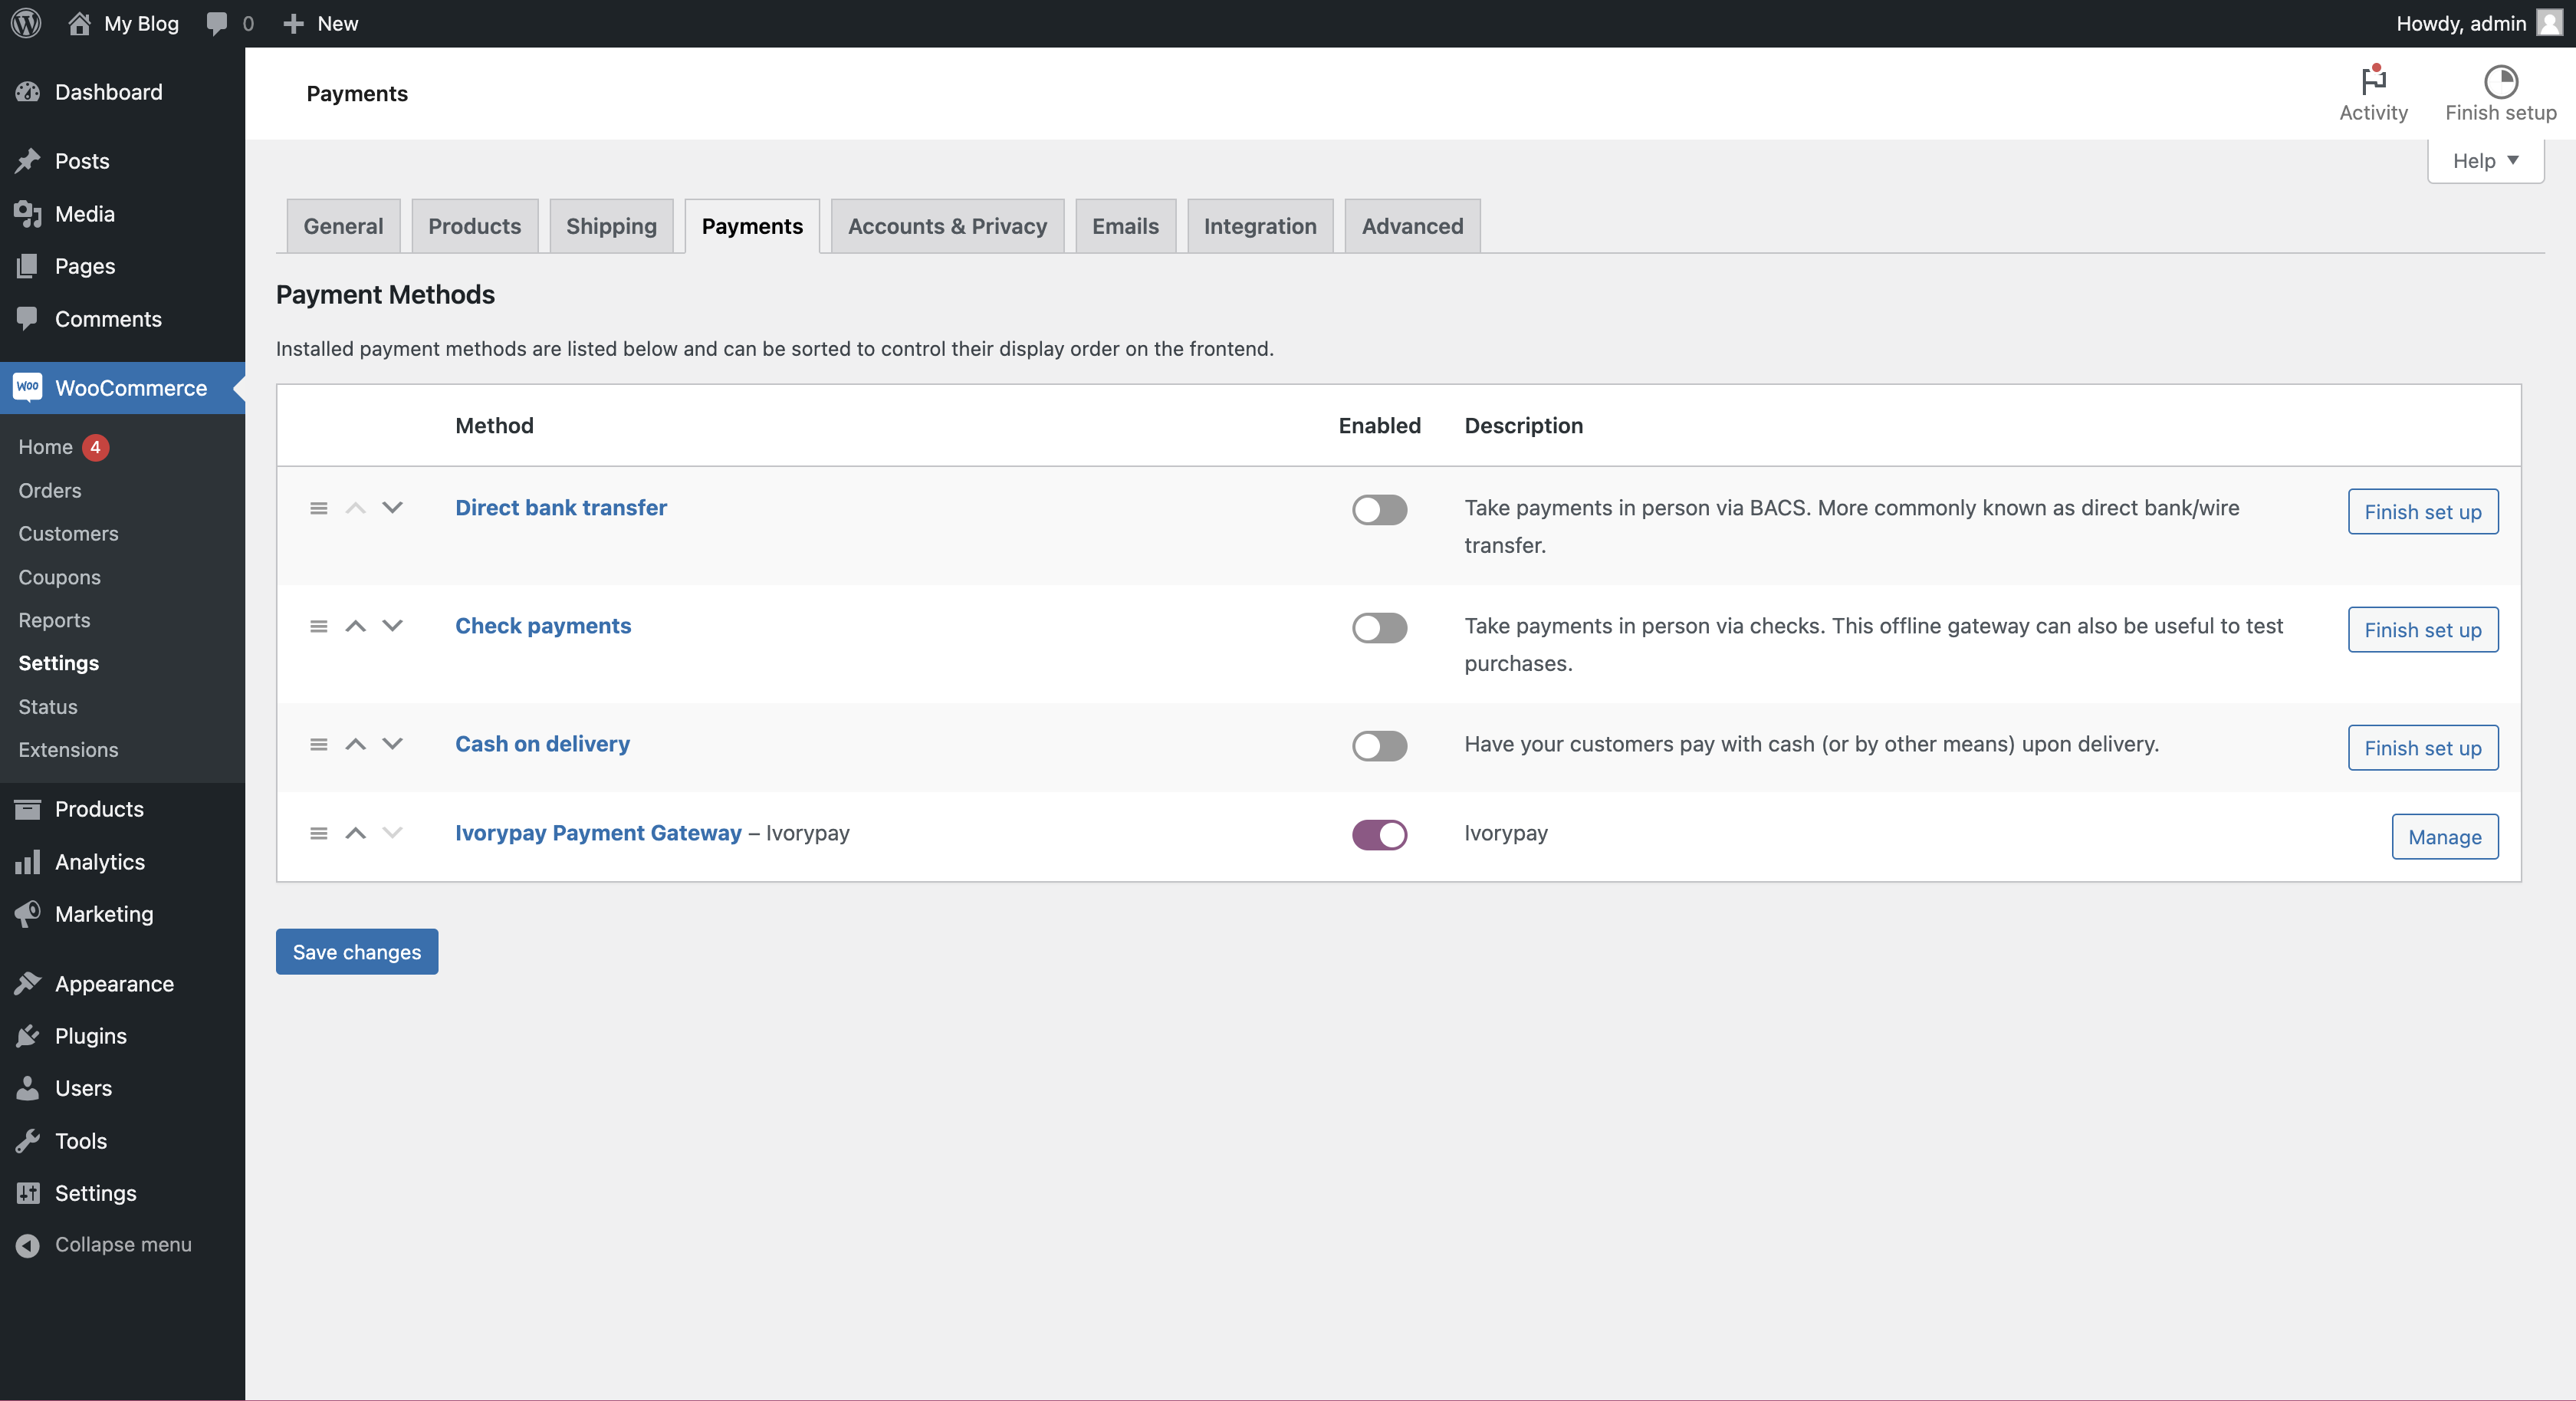 My Blog
0
New
Howdy, admin
Dashboard
Posts
Media
Pages
Comments
Woo
WooCommerce
Home 4
Orders
Customers
Coupons
Reports
Settings
Status
Extensions
Products
Analytics
Marketing
Appearance
Plugins
Users
Tools
Settings
Collapse menu
Payments
Activity
Finish setup
Help
General
Products
Shipping
Payments
Accounts & Privacy
Emails
Integration
Advanced
Payment Methods
Installed payment methods are listed below and can be sorted to control their display order on the frontend.
Method
Enabled
Description
Direct bank transfer
Take payments in person via BACS. More commonly known as direct bank/wire
transfer.
Finish set up
Check payments
Take payments in person via checks. This offline gateway can also be useful to test
purchases.
Finish set up
Cash on delivery
Have your customers pay with cash (or by other means) upon delivery.
Finish set up
Ivorypay Payment Gateway – Ivorypay
Ivorypay
Manage
Save changes